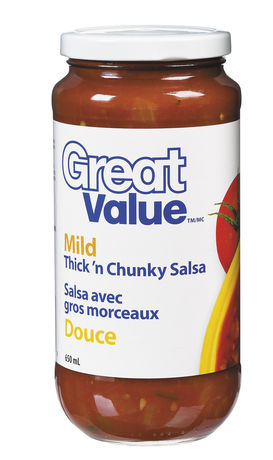 Great
Value TM/MC
Mild
Thick 'n Chunky Salsa
Salsa avec
gros morceaux
Douce
650 mL